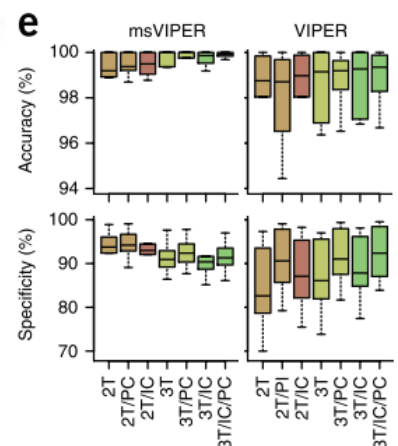 e
msVIPER VIPER
Accuracy (%)
100
98
96
94
Specificity (%)
100
90
80
70
2T 2T/PC 2T/IC 3T 3T/PC 3T/IC 3T/IC/PC
2T 2T/PI 2T/IC 3T 3T/PC 3T/IC 3T/IC/PC